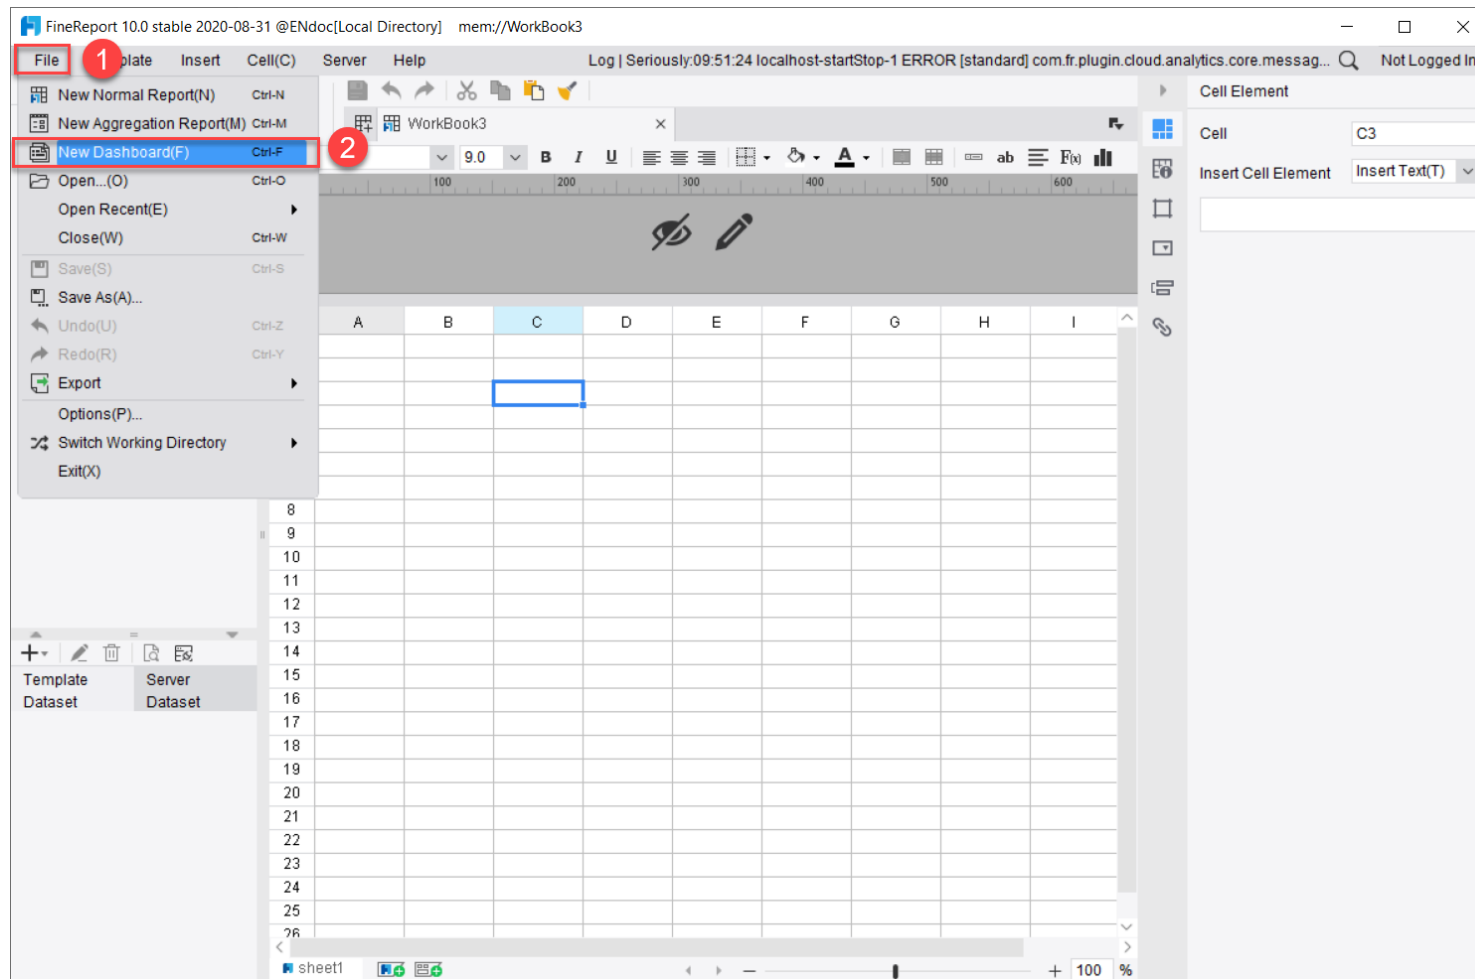 FineReport 10.0 stable 2020-08-31 @ENdoc[Local Directory] mem://WorkBook3
File 1 plate Insert Cell(C) Server Help Log | Seriously:09:51:24 localhost-startStop-1 ERROR [standard] com.fr.plugin.cloud.analytics.core.messag... Not Logged In
New Normal Report(N) Ctrl-N
New Aggregation Report(M) Ctrl-M
New Dashboard(F) Ctrl-F 2
Open...(O) Ctrl-O
Open Recent(E)
Close(W) Ctrl-W
Save(S) Ctrl-S
Save As(A)...
Undo(U) Ctrl-Z
Redo(R) Ctrl-Y
Export
Options(P)...
Switch Working Directory
Exit(X)
WorkBook3
9.0 B I U A ab F(x)
100 200 300 400 500 600
Cell Element
Cell C3
Insert Cell Element Insert Text(T)
A B C D E F G H I
8
9
10
11
12
13
14
15
16
17
18
19
20
21
22
23
24
25
26
Template Dataset
Server Dataset
sheet1
100 %